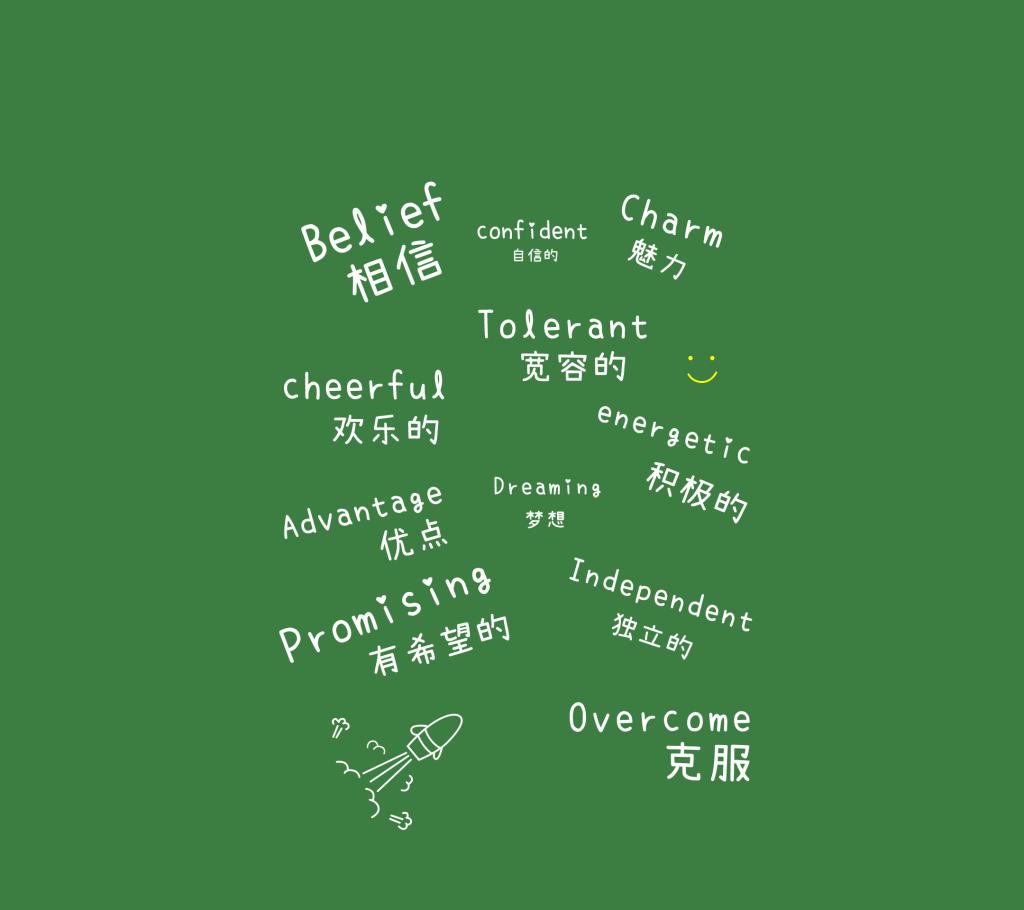 Belief
相信
confident
自信的
Charm
魅力
Tolerant
宽容的
cheerful
欢乐的
energetic
积极的
Advantage
优点
Dreaming
梦想
Promising
有希望的
Independent
独立的
Overcome
克服